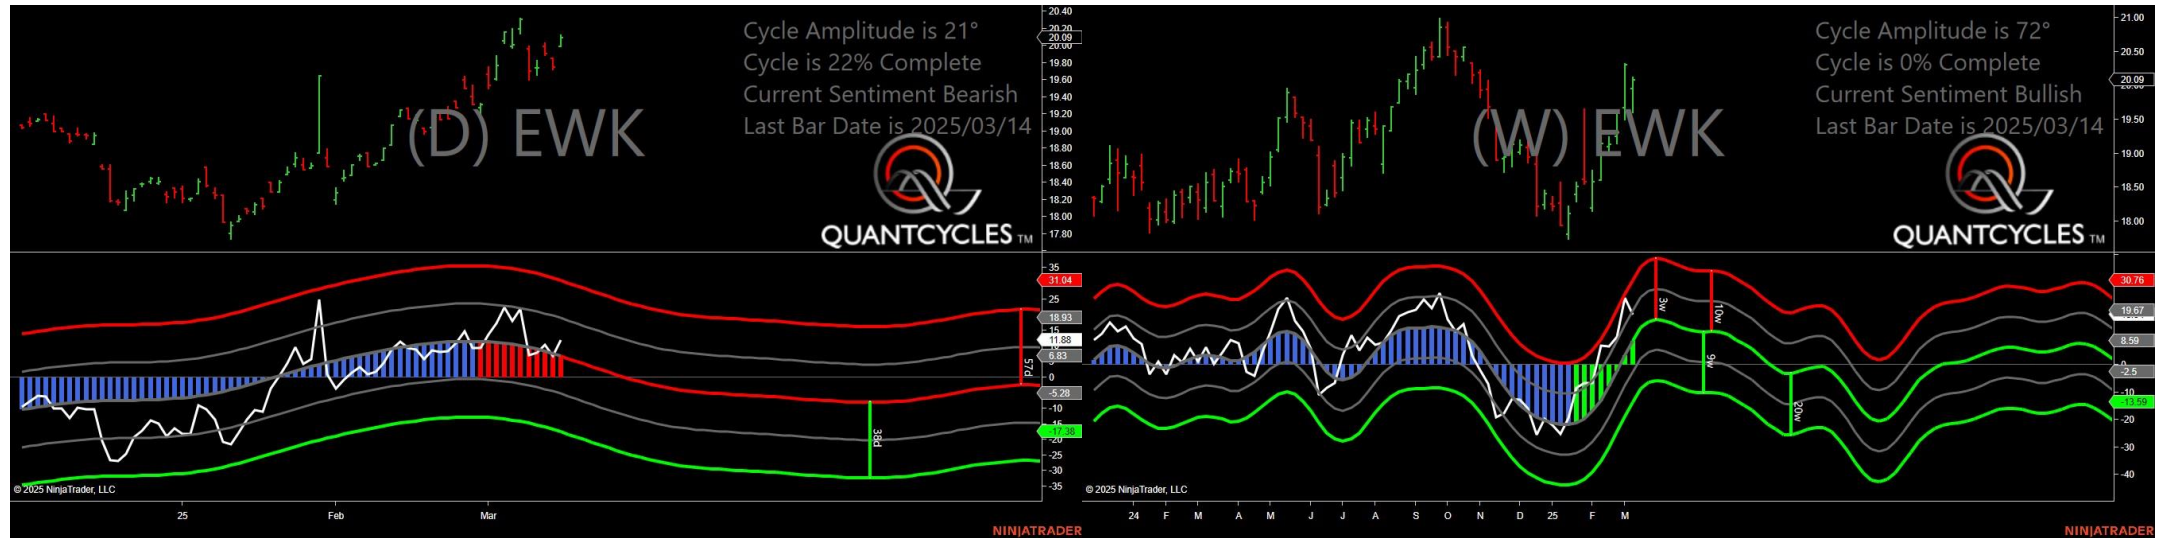 Cycle Amplitude is 21°
Cycle is 22% Complete
Current Sentiment Bearish
Last Bar Date is 2025/03/14
(D) EWK
QUANTCYCLES TM
20.40
20.20
20.09
20.00
19.80
19.60
19.40
19.20
19.00
18.80
18.60
18.40
18.20
18.00
17.80
35
31.04
25
18.93
15
11.88
6.83
0
-5.28
-10
-15
-17.38
-20
-25
-30
-35
57d
38d
© 2025 NinjaTrader, LLC
25 Feb Mar
NINJATRADER
Cycle Amplitude is 72°
Cycle is 0% Complete
Current Sentiment Bullish
Last Bar Date is 2025/03/14
(W) EWK
QUANTCYCLES TM
21.00
20.50
20.09
19.50
19.00
18.50
18.00
30.76
19.67
8.59
0
-2.5
-10
-13.59
-20
-30
-40
3w
10w
9w
20w
© 2025 NinjaTrader, LLC
24 F M A M J J A S O N D 25 F M
NINJATRADER